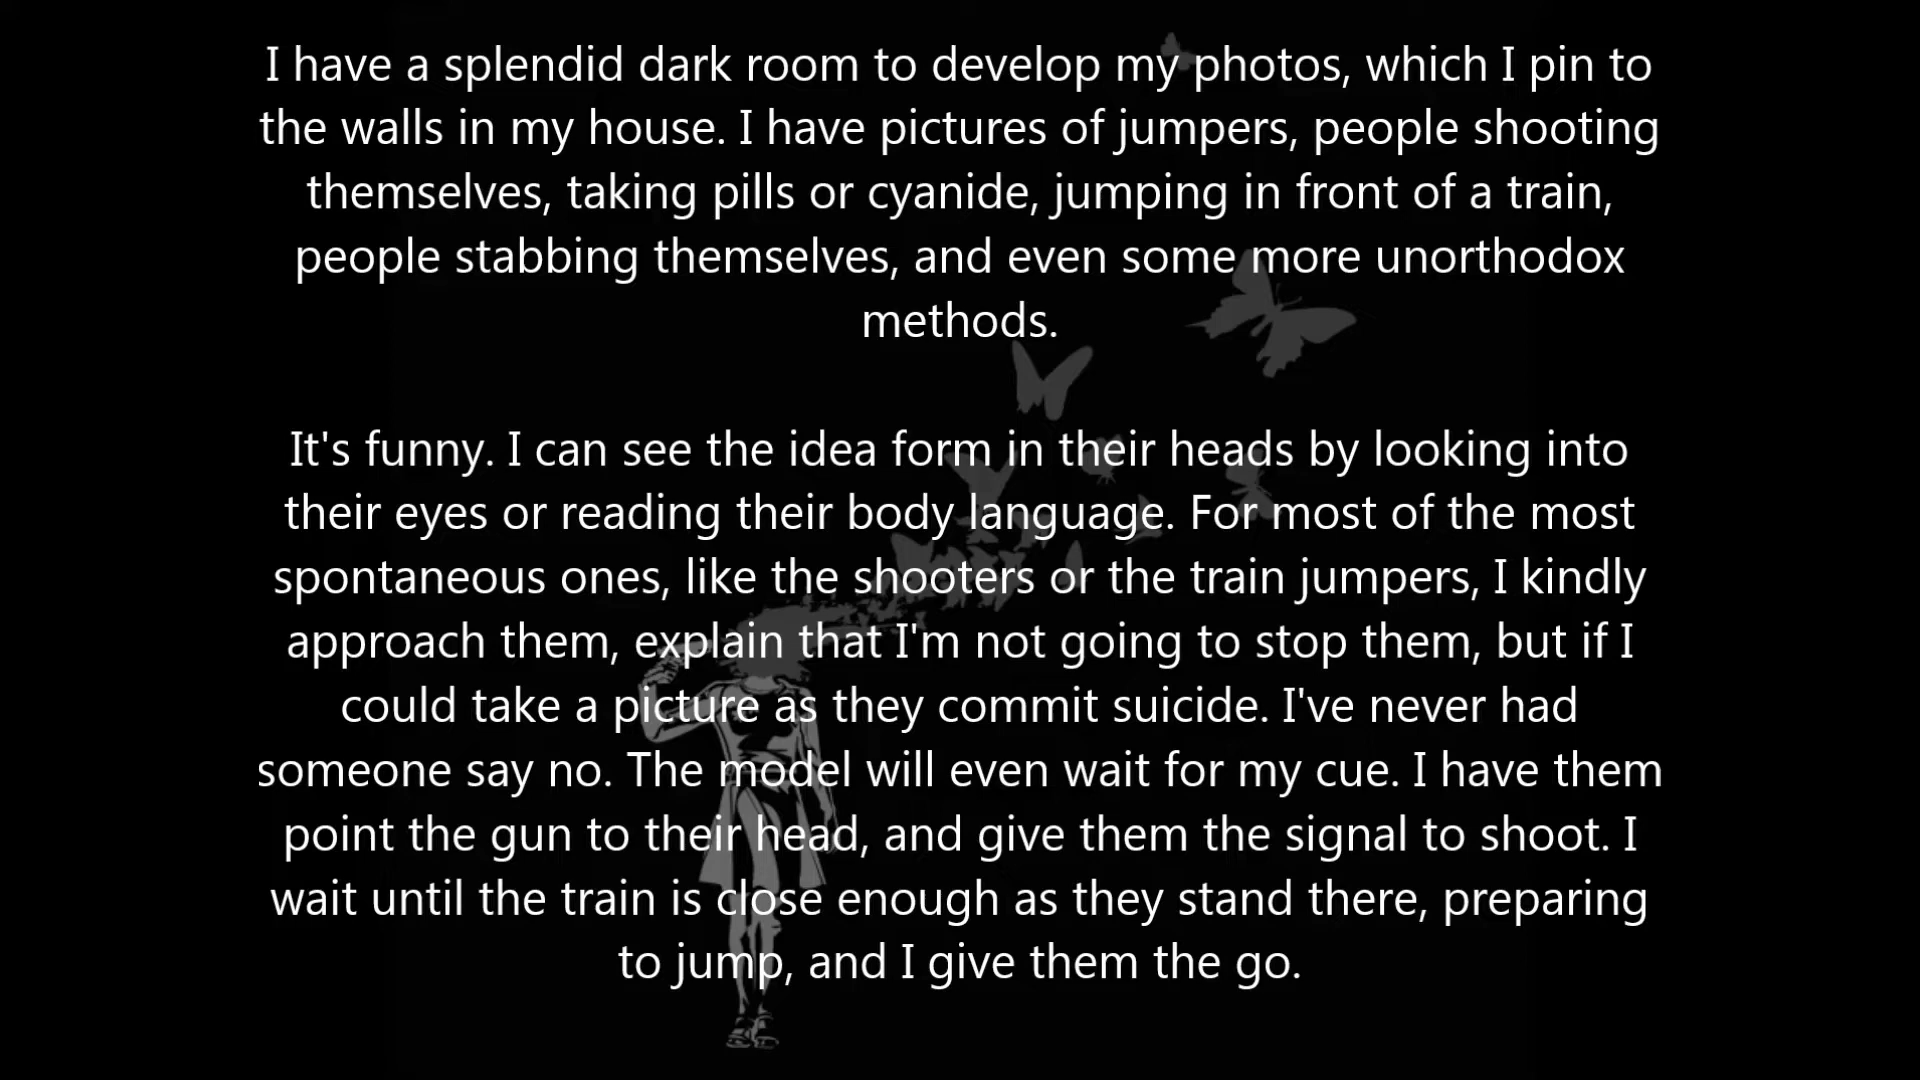 I have a splendid dark room to develop my photos, which I pin to
the walls in my house. I have pictures of jumpers, people shooting
themselves, taking pills or cyanide, jumping in front of a train,
people stabbing themselves, and even some more unorthodox
methods.
It's funny. I can see the idea form in their heads by looking into
their eyes or reading their body language. For most of the most
spontaneous ones, like the shooters or the train jumpers, I kindly
approach them, explain that I'm not going to stop them, but if I
could take a picture as they commit suicide. I've never had
someone say no. The model will even wait for my cue. I have them
point the gun to their head, and give them the signal to shoot. I
wait until the train is close enough as they stand there, preparing
to jump, and I give them the go.